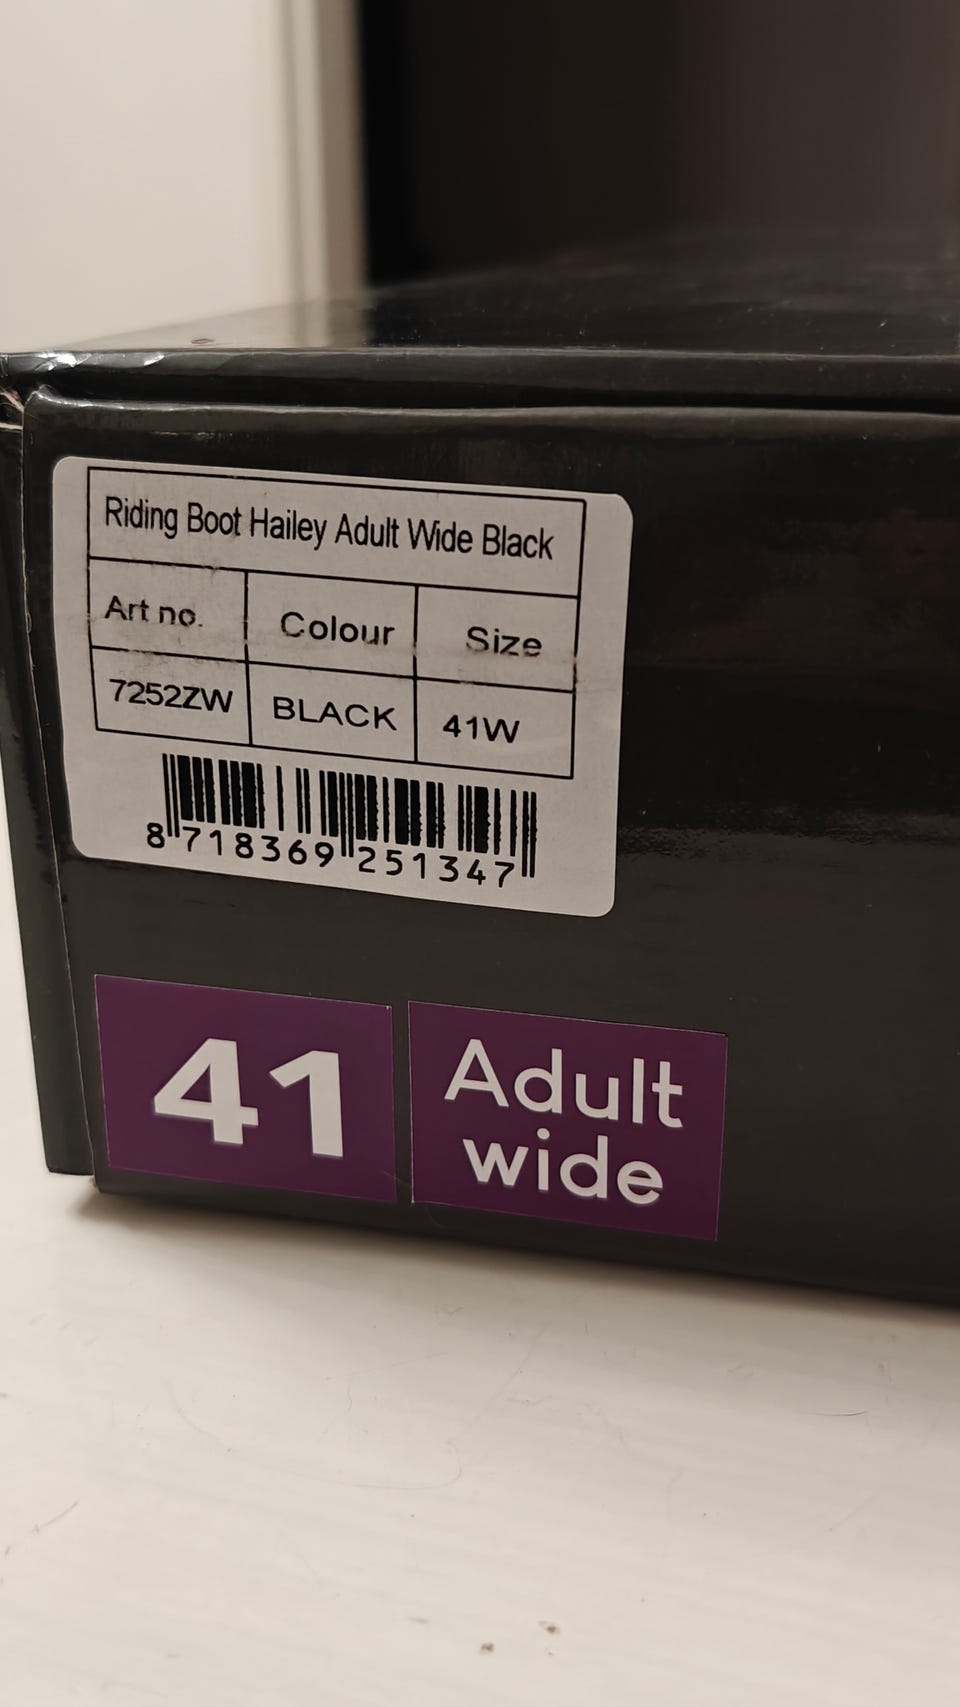 Riding Boot Hailey Adult Wide Black
Art no. Colour Size
7252ZW BLACK 41W
8 718369 251347
41
Adult
wide